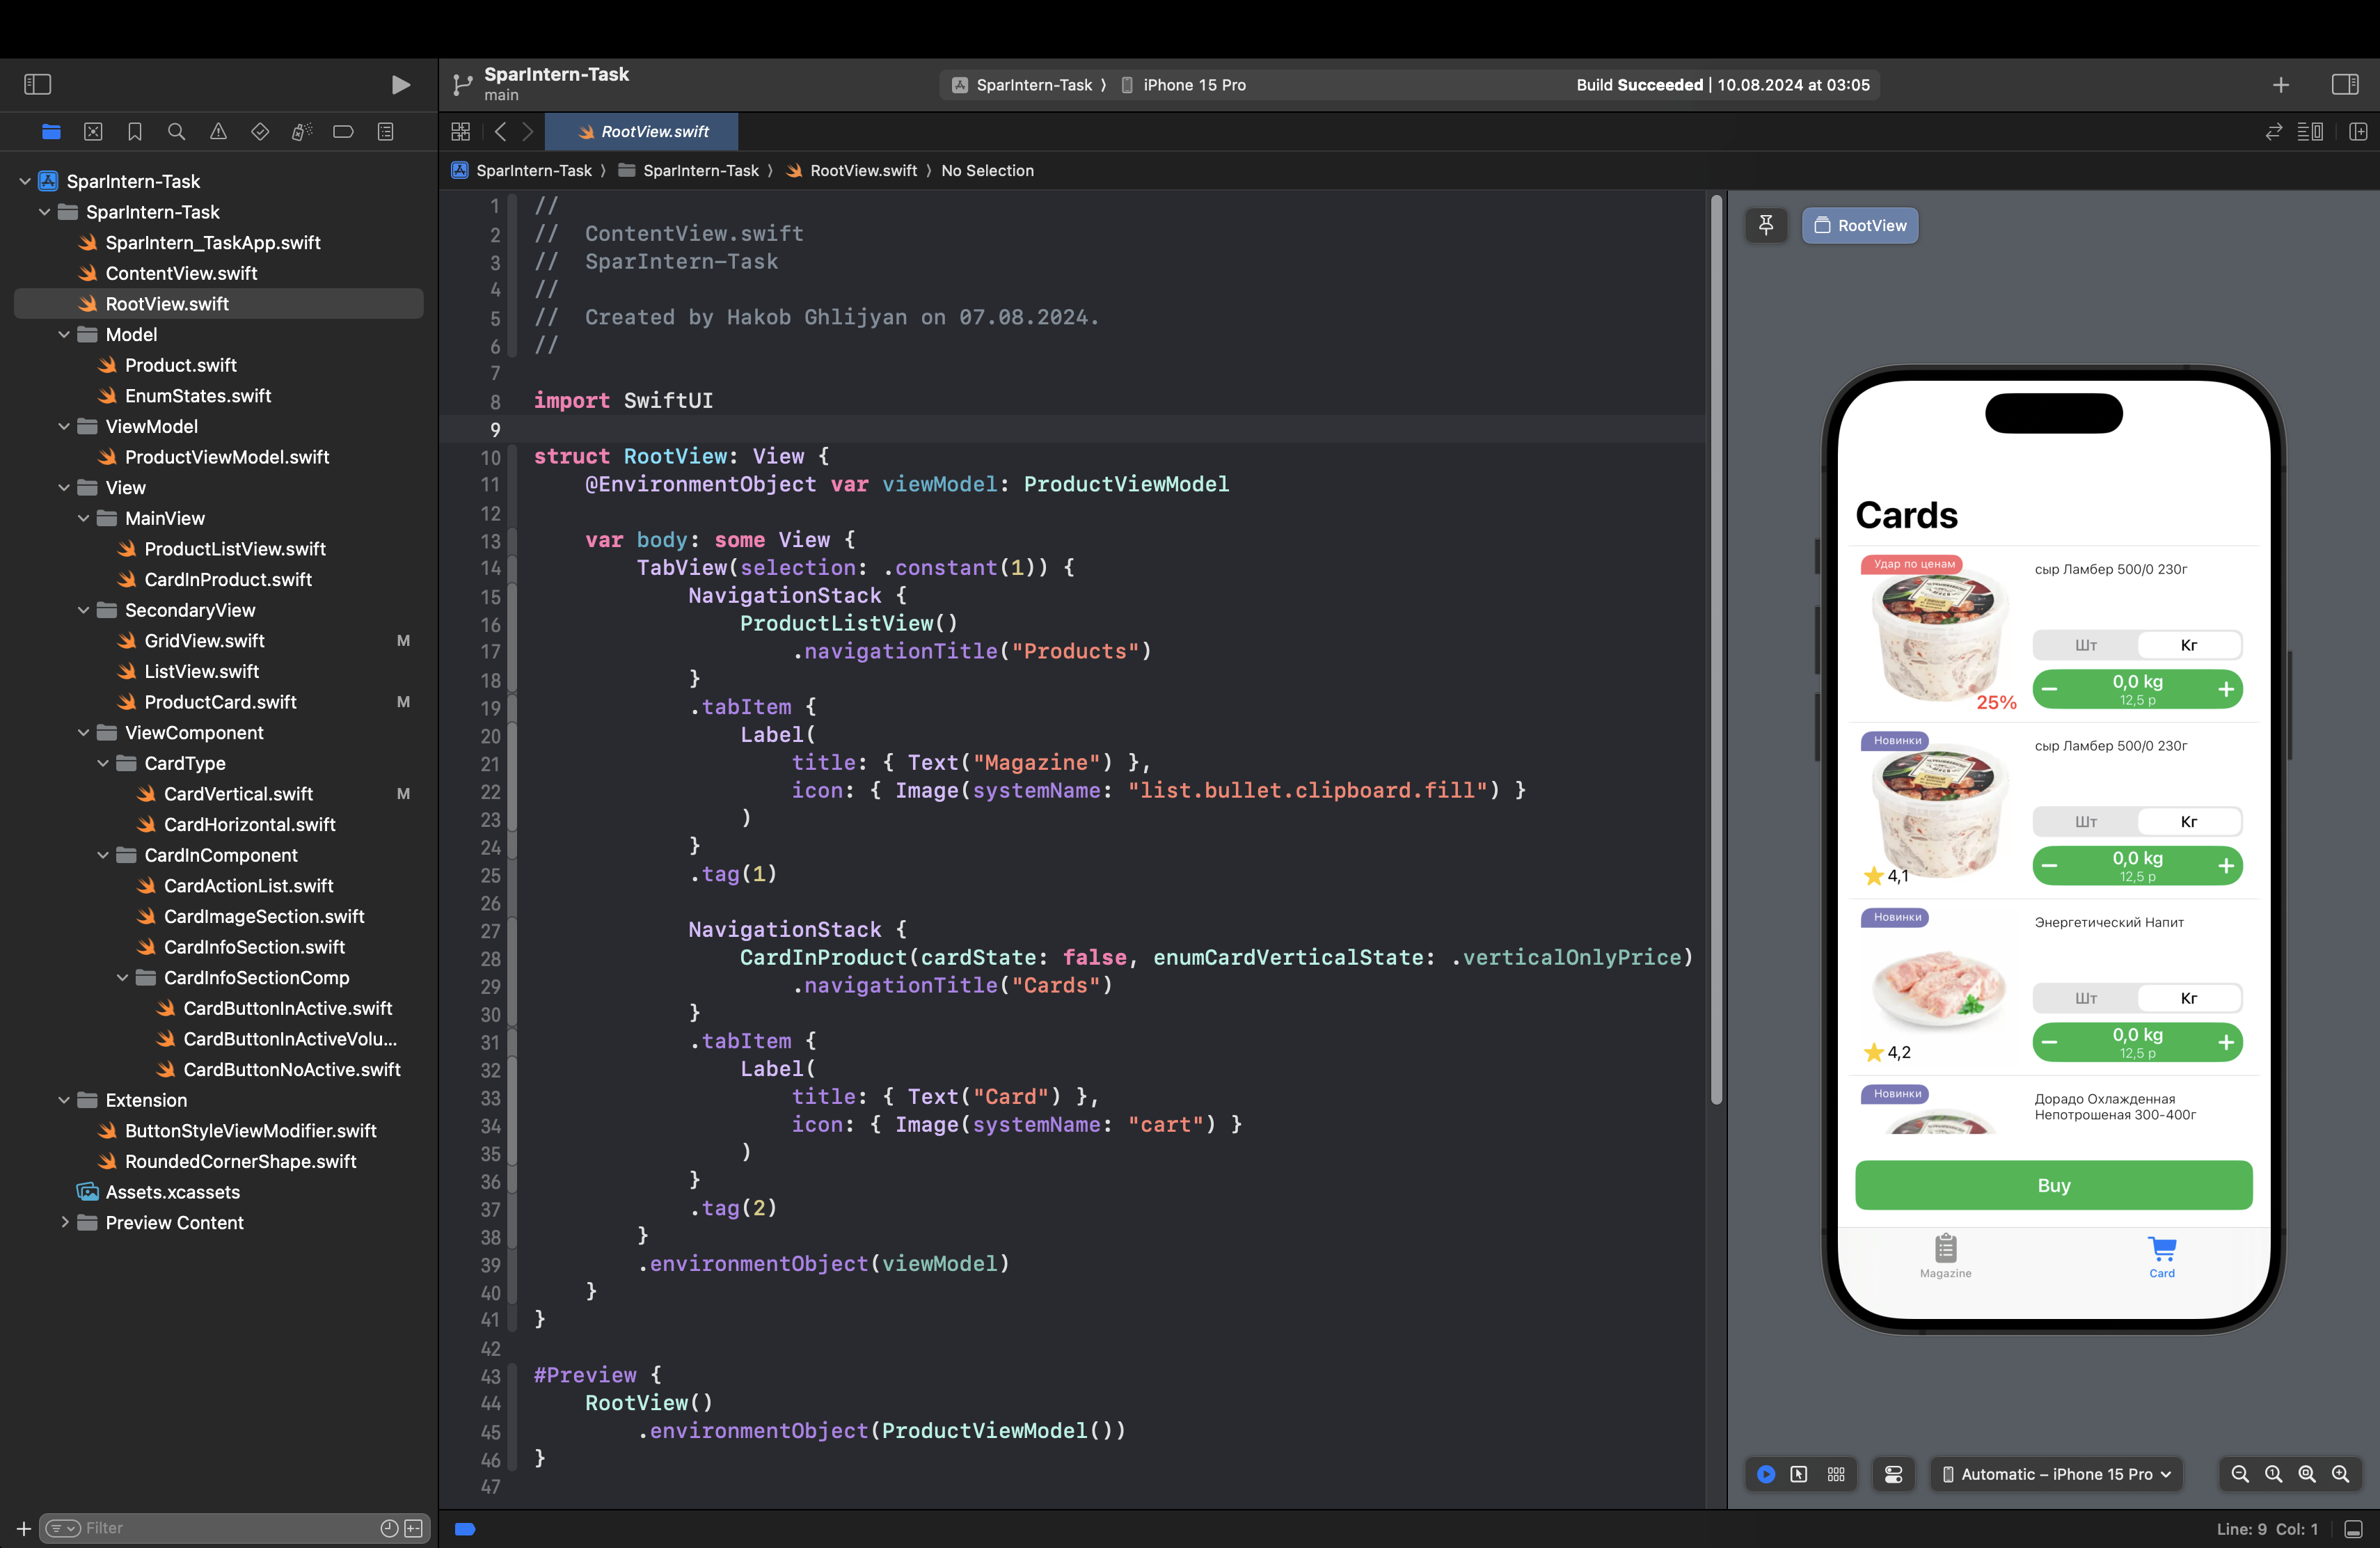 SparIntern-Task
main
SparIntern-Task 〉 iPhone 15 Pro
Build Succeeded | 10.08.2024 at 03:05
RootView.swift
SparIntern-Task 〉 SparIntern-Task 〉 RootView.swift 〉 No Selection
SparIntern-Task
SparIntern-Task
SparIntern_TaskApp.swift
ContentView.swift
RootView.swift
Model
Product.swift
EnumStates.swift
ViewModel
ProductViewModel.swift
View
MainView
ProductListView.swift
CardInProduct.swift
SecondaryView
GridView.swift M
ListView.swift
ProductCard.swift M
ViewComponent
CardType
CardVertical.swift M
CardHorizontal.swift
CardInComponent
CardActionList.swift
CardImageSection.swift
CardInfoSection.swift
CardInfoSectionComp
CardButtonInActive.swift
CardButtonInActiveVolu...
CardButtonNoActive.swift
Extension
ButtonStyleViewModifier.swift
RoundedCornerShape.swift
Assets.xcassets
Preview Content
Filter
1 //
2 //  ContentView.swift
3 //  SparIntern-Task
4 //
5 //  Created by Hakob Ghlijyan on 07.08.2024.
6 //
7
8 import SwiftUI
9
10 struct RootView: View {
11     @EnvironmentObject var viewModel: ProductViewModel
12
13     var body: some View {
14         TabView(selection: .constant(1)) {
15             NavigationStack {
16                 ProductListView()
17                     .navigationTitle("Products")
18             }
19             .tabItem {
20                 Label(
21                     title: { Text("Magazine") },
22                     icon: { Image(systemName: "list.bullet.clipboard.fill") }
23                 )
24             }
25             .tag(1)
26
27             NavigationStack {
28                 CardInProduct(cardState: false, enumCardVerticalState: .verticalOnlyPrice)
29                     .navigationTitle("Cards")
30             }
31             .tabItem {
32                 Label(
33                     title: { Text("Card") },
34                     icon: { Image(systemName: "cart") }
35                 )
36             }
37             .tag(2)
38         }
39         .environmentObject(viewModel)
40     }
41 }
42
43 #Preview {
44     RootView()
45         .environmentObject(ProductViewModel())
46 }
47
RootView
Cards
Удар по ценам
сыр Ламбер 500/0 230г
Шт Кг
0,0 kg
12,5 р
25%
Новинки
сыр Ламбер 500/0 230г
Шт Кг
0,0 kg
12,5 р
4,1
Новинки
Энергетический Напит
Шт Кг
0,0 kg
12,5 р
4,2
Новинки
Дорадо Охлажденная
Непотрошеная 300-400г
Buy
Magazine Card
Automatic – iPhone 15 Pro
Line: 9 Col: 1